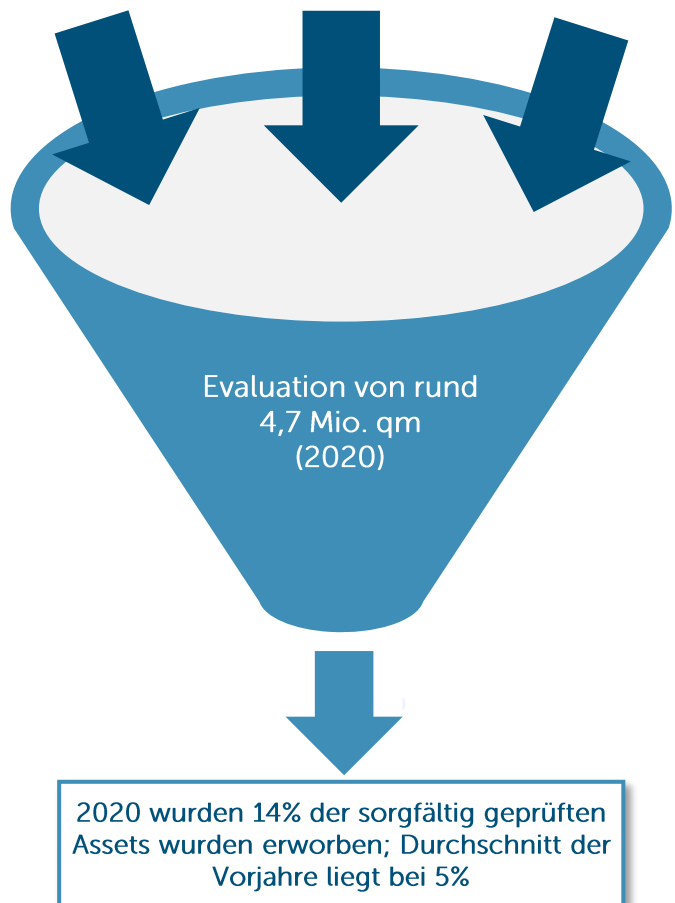 Evaluation von rund
4,7 Mio. qm
(2020)
2020 wurden 14% der sorgfältig geprüften
Assets wurden erworben; Durchschnitt der
Vorjahre liegt bei 5%